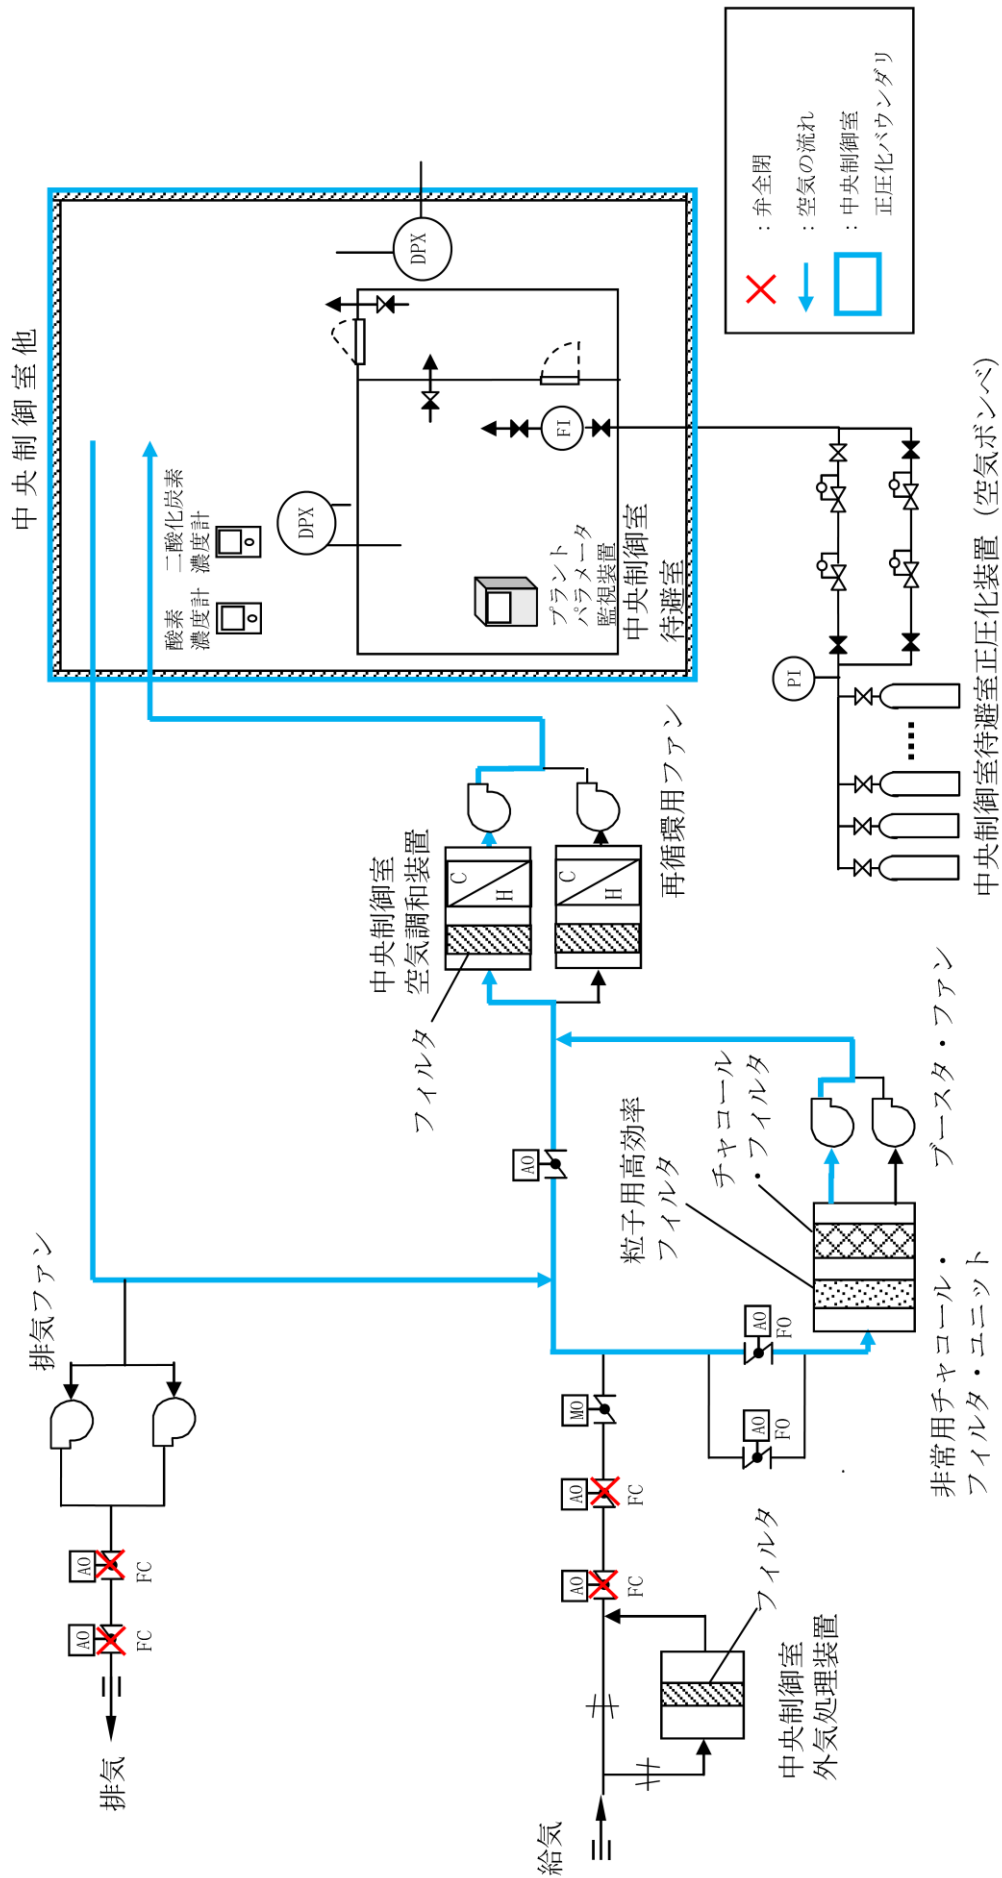 中央制御室他
酸素
濃度計
二酸化炭素
濃度計
DPX
DPX
FI
プラント
パラメータ
監視装置
中央制御室
待避室
排気ファン
AO
FC
AO
FC
排気
中央制御室
空気調和装置
フィルタ
C
H
C
H
再循環用ファン
AO
粒子用高効率
フィルタ
チャコール
・フィルタ
ブースタ・ファン
AO
FO
AO
FO
非常用チャコール・
フィルタ・ユニット
MO
AO
FC
AO
FC
フィルタ
中央制御室
外気処理装置
給気
PI
中央制御室待避室正圧化装置（空気ボンベ）
：弁全閉
：空気の流れ
：中央制御室
正圧化バウンダリ